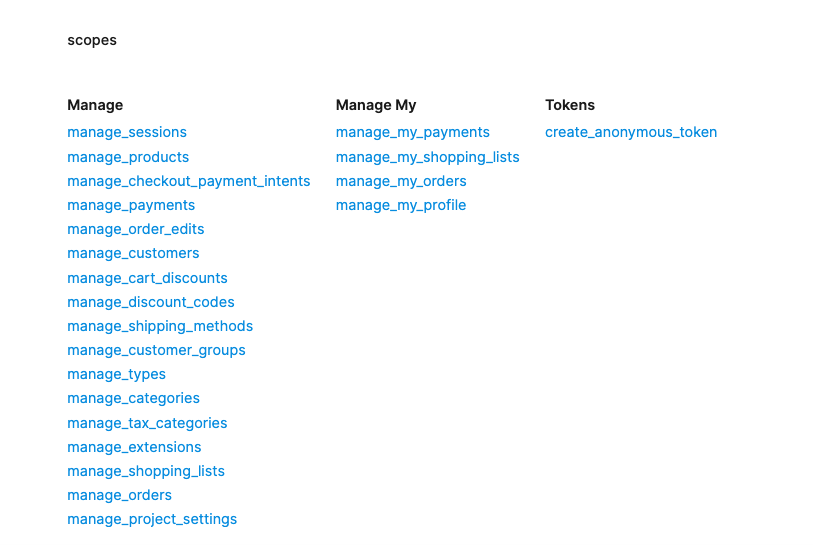 scopes
Manage
manage_sessions
manage_products
manage_checkout_payment_intents
manage_payments
manage_order_edits
manage_customers
manage_cart_discounts
manage_discount_codes
manage_shipping_methods
manage_customer_groups
manage_types
manage_categories
manage_tax_categories
manage_extensions
manage_shopping_lists
manage_orders
manage_project_settings
Manage My
manage_my_payments
manage_my_shopping_lists
manage_my_orders
manage_my_profile
Tokens
create_anonymous_token